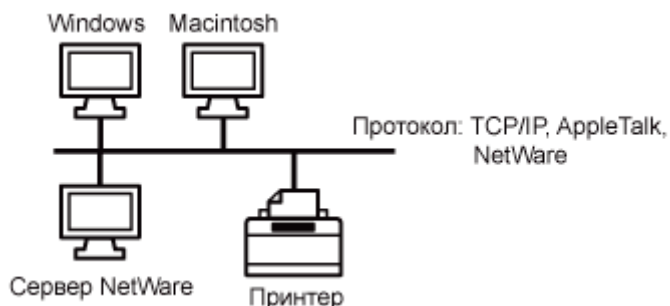 Windows Macintosh
Протокол: TCP/IP, AppleTalk,
NetWare
Сервер NetWare
Принтер